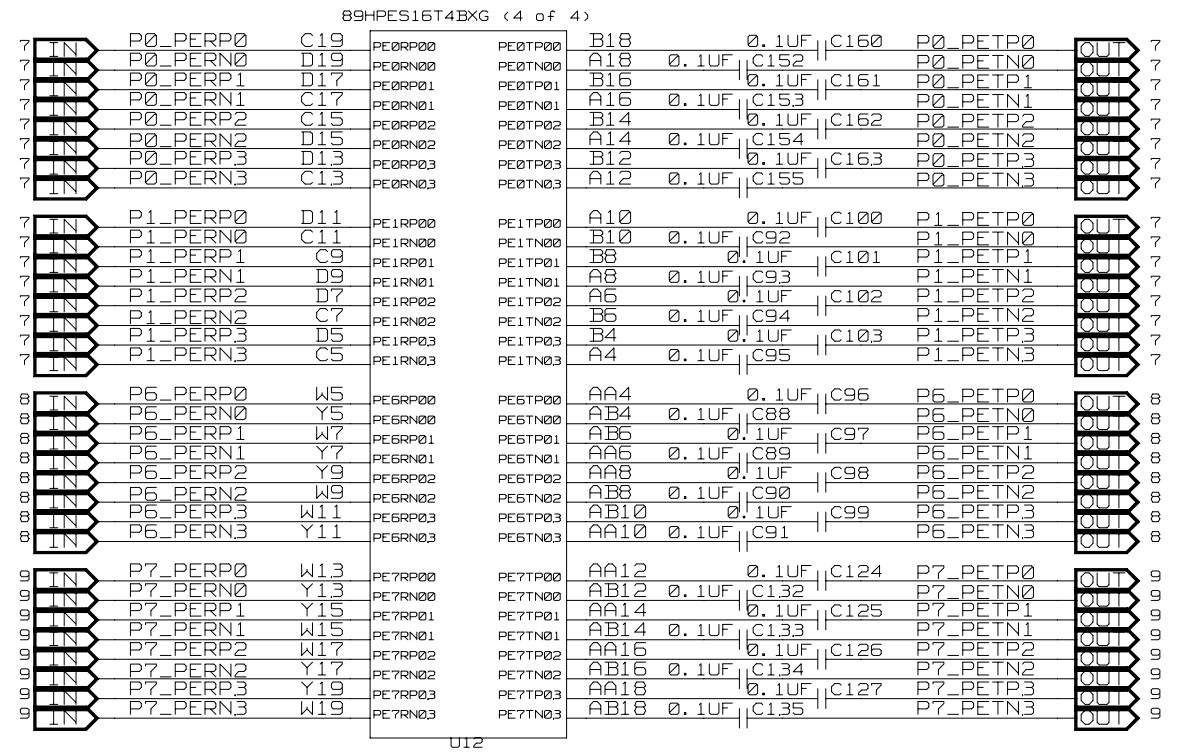 89HPES16T4BXG (4 of 4)
7 IN P0_PERP0 C19 PE0RP00 PE0TP00 B18 0.1UF C160 P0_PETP0 OUT 7
7 IN P0_PERN0 D19 PE0RN00 PE0TN00 A18 0.1UF C152 P0_PETN0 OUT 7
7 IN P0_PERP1 D17 PE0RP01 PE0TP01 B16 0.1UF C161 P0_PETP1 OUT 7
7 IN P0_PERN1 C17 PE0RN01 PE0TN01 A16 0.1UF C153 P0_PETN1 OUT 7
7 IN P0_PERP2 C15 PE0RP02 PE0TP02 B14 0.1UF C162 P0_PETP2 OUT 7
7 IN P0_PERN2 D15 PE0RN02 PE0TN02 A14 0.1UF C154 P0_PETN2 OUT 7
7 IN P0_PERP3 D13 PE0RP03 PE0TP03 B12 0.1UF C163 P0_PETP3 OUT 7
7 IN P0_PERN3 C13 PE0RN03 PE0TN03 A12 0.1UF C155 P0_PETN3 OUT 7
7 IN P1_PERP0 D11 PE1RP00 PE1TP00 A10 0.1UF C100 P1_PETP0 OUT 7
7 IN P1_PERN0 C11 PE1RN00 PE1TN00 B10 0.1UF C92 P1_PETN0 OUT 7
7 IN P1_PERP1 C9 PE1RP01 PE1TP01 B8 0.1UF C101 P1_PETP1 OUT 7
7 IN P1_PERN1 D9 PE1RN01 PE1TN01 A8 0.1UF C93 P1_PETN1 OUT 7
7 IN P1_PERP2 D7 PE1RP02 PE1TP02 A6 0.1UF C102 P1_PETP2 OUT 7
7 IN P1_PERN2 C7 PE1RN02 PE1TN02 B6 0.1UF C94 P1_PETN2 OUT 7
7 IN P1_PERP3 D5 PE1RP03 PE1TP03 B4 0.1UF C103 P1_PETP3 OUT 7
7 IN P1_PERN3 C5 PE1RN03 PE1TN03 A4 0.1UF C95 P1_PETN3 OUT 7
8 IN P6_PERP0 W5 PE6RP00 PE6TP00 AA4 0.1UF C96 P6_PETP0 OUT 8
8 IN P6_PERN0 Y5 PE6RN00 PE6TN00 AB4 0.1UF C88 P6_PETN0 OUT 8
8 IN P6_PERP1 W7 PE6RP01 PE6TP01 AB6 0.1UF C97 P6_PETP1 OUT 8
8 IN P6_PERN1 Y7 PE6RN01 PE6TN01 AA6 0.1UF C89 P6_PETN1 OUT 8
8 IN P6_PERP2 Y9 PE6RP02 PE6TP02 AA8 0.1UF C98 P6_PETP2 OUT 8
8 IN P6_PERN2 W9 PE6RN02 PE6TN02 AB8 0.1UF C90 P6_PETN2 OUT 8
8 IN P6_PERP3 W11 PE6RP03 PE6TP03 AB10 0.1UF C99 P6_PETP3 OUT 8
8 IN P6_PERN3 Y11 PE6RN03 PE6TN03 AA10 0.1UF C91 P6_PETN3 OUT 8
9 IN P7_PERP0 W13 PE7RP00 PE7TP00 AA12 0.1UF C124 P7_PETP0 OUT 9
9 IN P7_PERN0 Y13 PE7RN00 PE7TN00 AB12 0.1UF C132 P7_PETN0 OUT 9
9 IN P7_PERP1 Y15 PE7RP01 PE7TP01 AA14 0.1UF C125 P7_PETP1 OUT 9
9 IN P7_PERN1 W15 PE7RN01 PE7TN01 AB14 0.1UF C133 P7_PETN1 OUT 9
9 IN P7_PERP2 W17 PE7RP02 PE7TP02 AA16 0.1UF C126 P7_PETP2 OUT 9
9 IN P7_PERN2 Y17 PE7RN02 PE7TN02 AB16 0.1UF C134 P7_PETN2 OUT 9
9 IN P7_PERP3 Y19 PE7RP03 PE7TP03 AA18 0.1UF C127 P7_PETP3 OUT 9
9 IN P7_PERN3 W19 PE7RN03 PE7TN03 AB18 0.1UF C135 P7_PETN3 OUT 9
U12